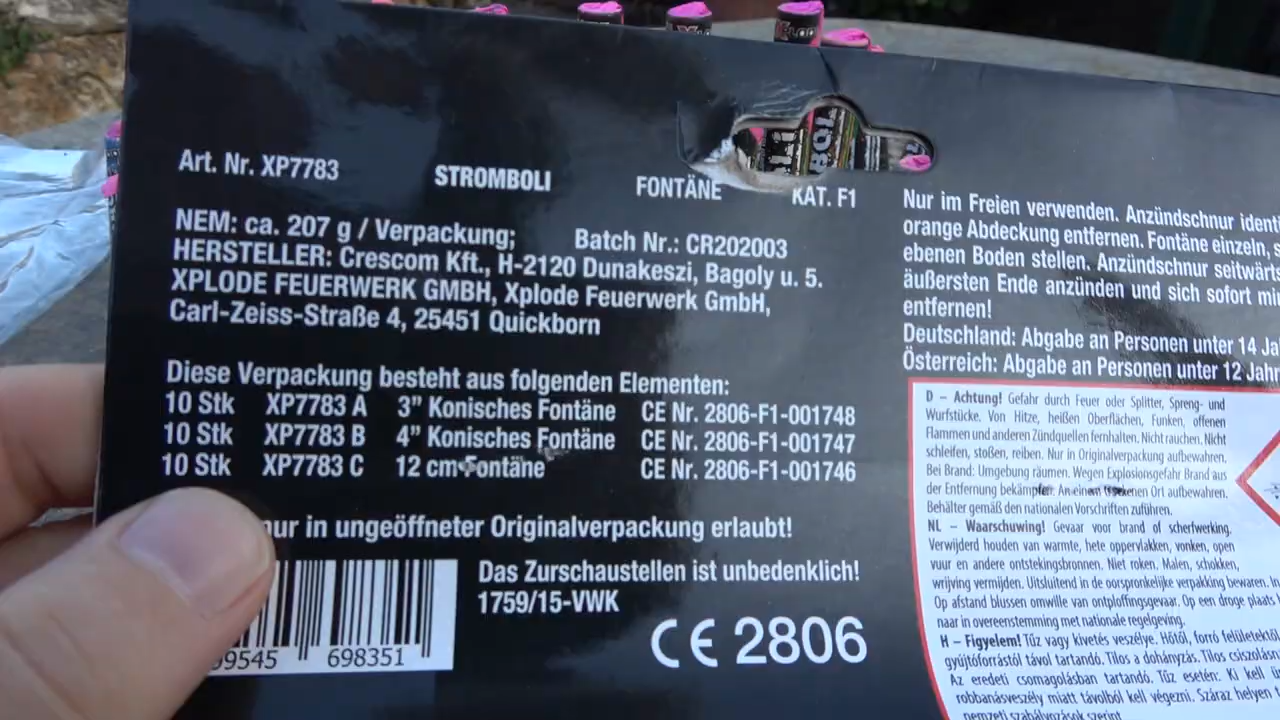 Art. Nr. XP7783
STROMBOLI
FONTÄNE
KAT. F1
NEM: ca. 207 g / Verpackung;
Batch Nr.: CR202003
HERSTELLER: Crescom Kft., H-2120 Dunakeszi, Bagoly u. 5.
XPLODE FEUERWERK GMBH, Xplode Feuerwerk GmbH,
Carl-Zeiss-Straße 4, 25451 Quickborn
Diese Verpackung besteht aus folgenden Elementen:
10 Stk XP7783 A 3” Konisches Fontäne CE Nr. 2806-F1-001748
10 Stk XP7783 B 4” Konisches Fontäne CE Nr. 2806-F1-001747
10 Stk XP7783 C 12 cm Fontäne CE Nr. 2806-F1-001746
nur in ungeöffneter Originalverpackung erlaubt!
Das Zurschaustellen ist unbedenklich!
1759/15-VWK
CE 2806
9545 698351
Nur im Freien verwenden. Anzündschnur
orange Abdeckung entfernen. Fontäne einzeln,
ebenen Boden stellen. Anzündschnur
äußersten Ende anzünden und sich sofort
entfernen!
Deutschland: Abgabe an Personen unter 14
Österreich: Abgabe an Personen unter 12
D – Achtung! Gefahr durch Feuer oder Splitter, Spreng- und
Wurfstücke. Von Hitze, heißen Oberflächen, Funken, offenen
Flammen und anderen Zündquellen fernhalten. Nicht rauchen. Nicht
schleifen, stoßen, reiben. Nur in Originalverpackung aufbewahren.
Bei Brand: Umgebung räumen. Wegen Explosionsgefahr Brand aus
der Entfernung bekämpfen. An einem trockenen Ort aufbewahren.
Behälter gemäß den nationalen Vorschriften zuführen.
NL – Waarschuwing! Gevaar voor brand of scherfwerking.
Verwijderd houden van warmte, hete oppervlakken, vonken, open
vuur en andere ontstekingsbronnen. Niet roken. Malen, schokken,
wrijving vermijden. Uitsluitend in de oorspronkelijke verpakking bewaren. In
Op afstand blussen omwille van ontploffingsgevaar. Op een droge plaats
naar in overeenstemming met nationale regelgeving.
H – Figyelem! Tűz vagy kivetés veszélye. Hőtől, forró
gyújtóforrástól távol tartandó. Tilos a dohányzás. Tilos
Az eredeti csomagolásban tartandó. Tűz esetén: Ki kell
robbanásveszély miatt távolból kell végezni. Száraz helyen
nemzeti szabályozások szerint